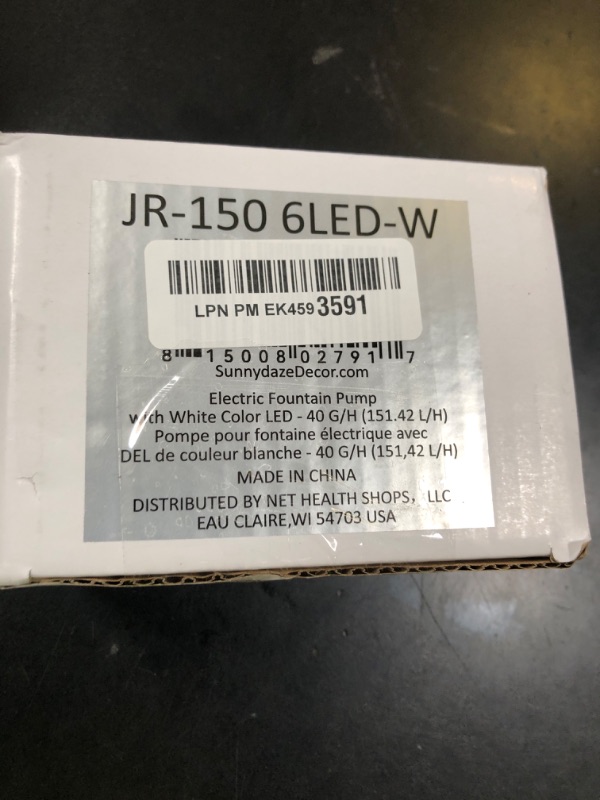 JR-150 6LED-W
LPN PM EK4593591
8 15008 02791 7
SunnydazeDecor.com
Electric Fountain Pump
with White Color LED - 40 G/H (151.42 L/H)
Pompe pour fontaine électrique avec
DEL de couleur blanche - 40 G/H (151,42 L/H)
MADE IN CHINA
DISTRIBUTED BY NET HEALTH SHOPS, LLC
EAU CLAIRE,WI 54703 USA